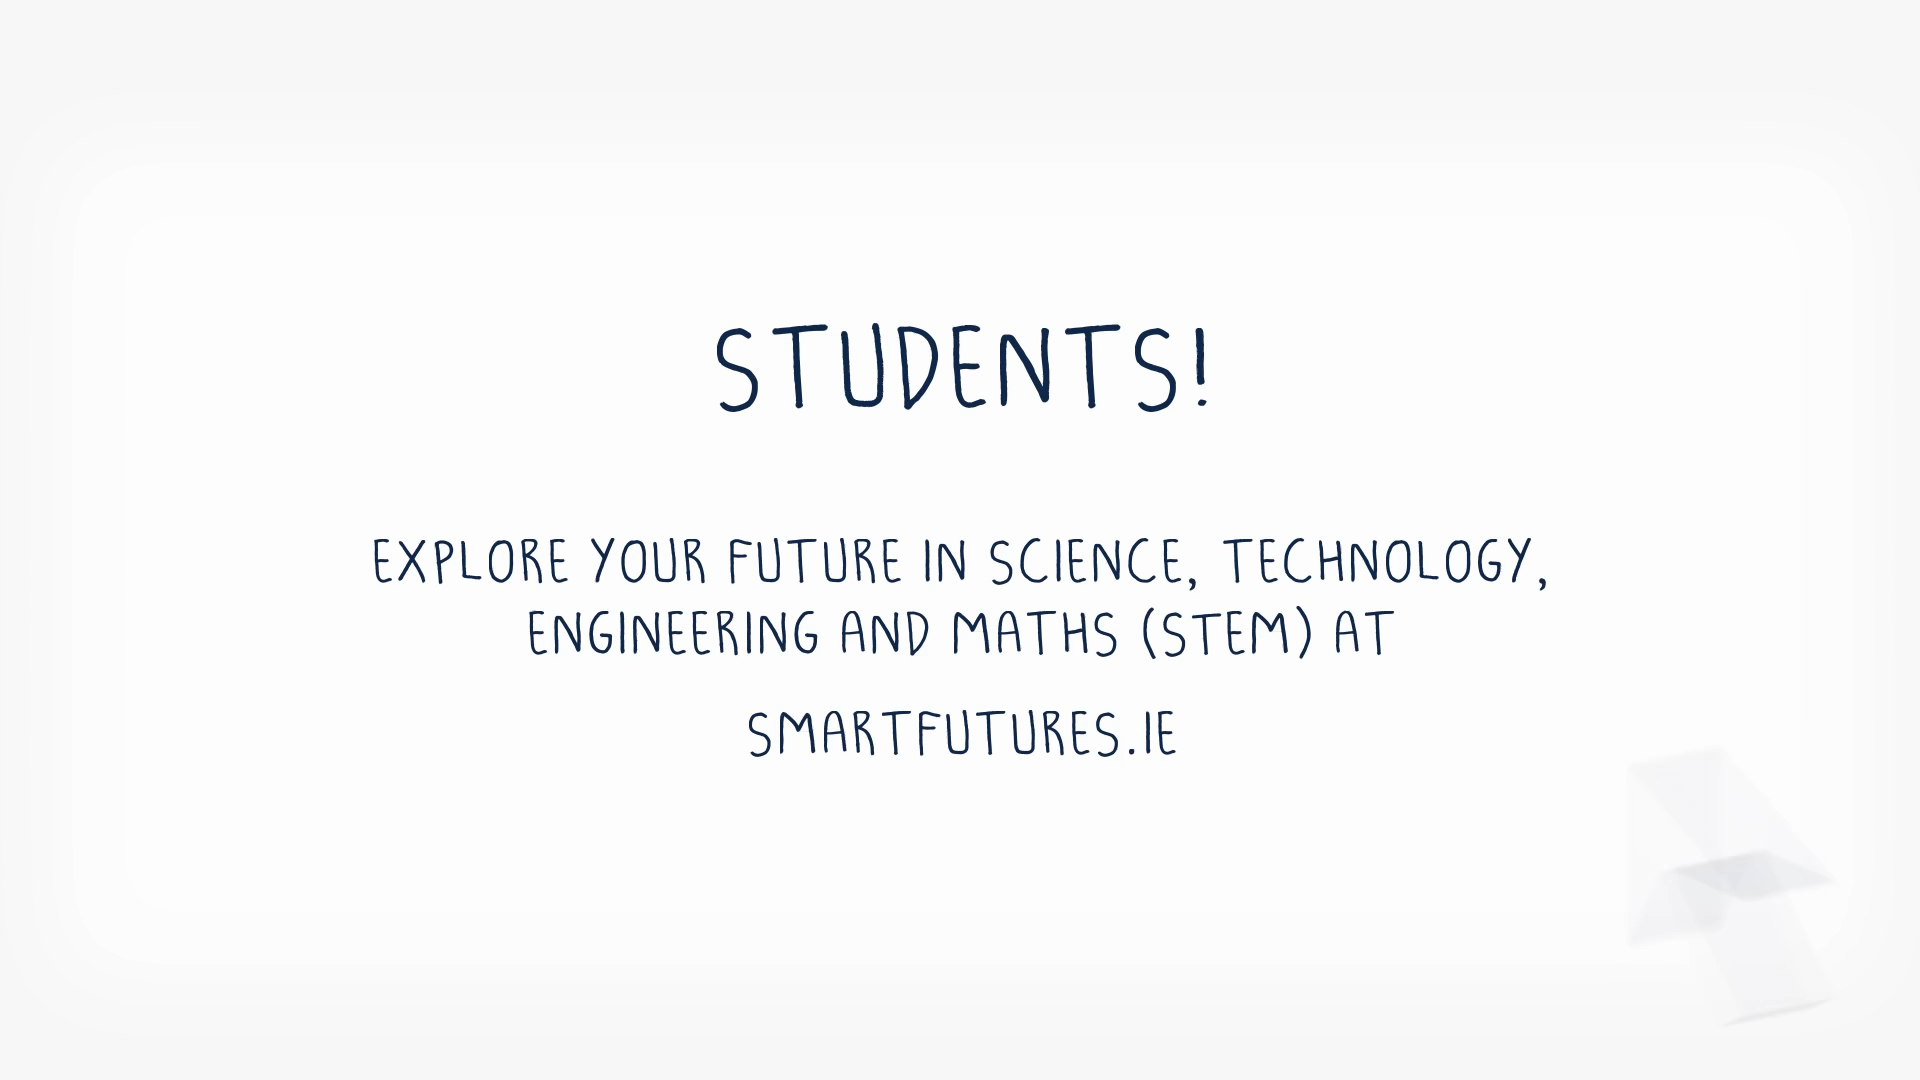 STUDENTS!
EXPLORE YOUR FUTURE IN SCIENCE, TECHNOLOGY,
ENGINEERING AND MATHS (STEM) AT
SMARTFUTURES.IE